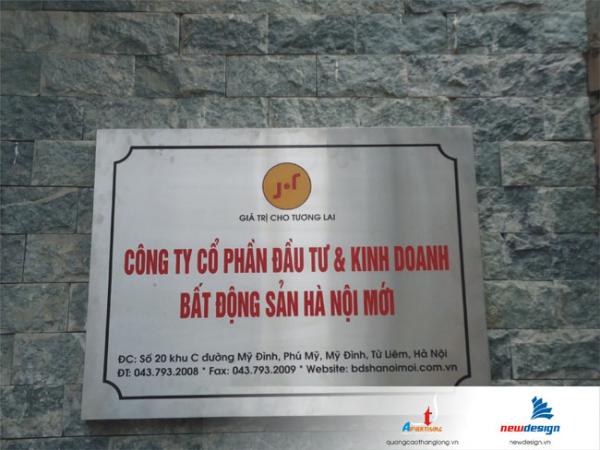 GIÁ TRỊ CHO TƯƠNG LAI
CÔNG TY CỔ PHẦN ĐẦU TƯ & KINH DOANH
BẤT ĐỘNG SẢN HÀ NỘI MỚI
ĐC: Số 20 khu C đường Mỹ Đình, Phú Mỹ, Mỹ Đình, Từ Liêm, Hà Nội
ĐT: 043.793.2008 * Fax: 043.793.2009 * Website: bdshanoimoi.com.vn
newdesign
quangcaothanglong.vn
newdesign.vn